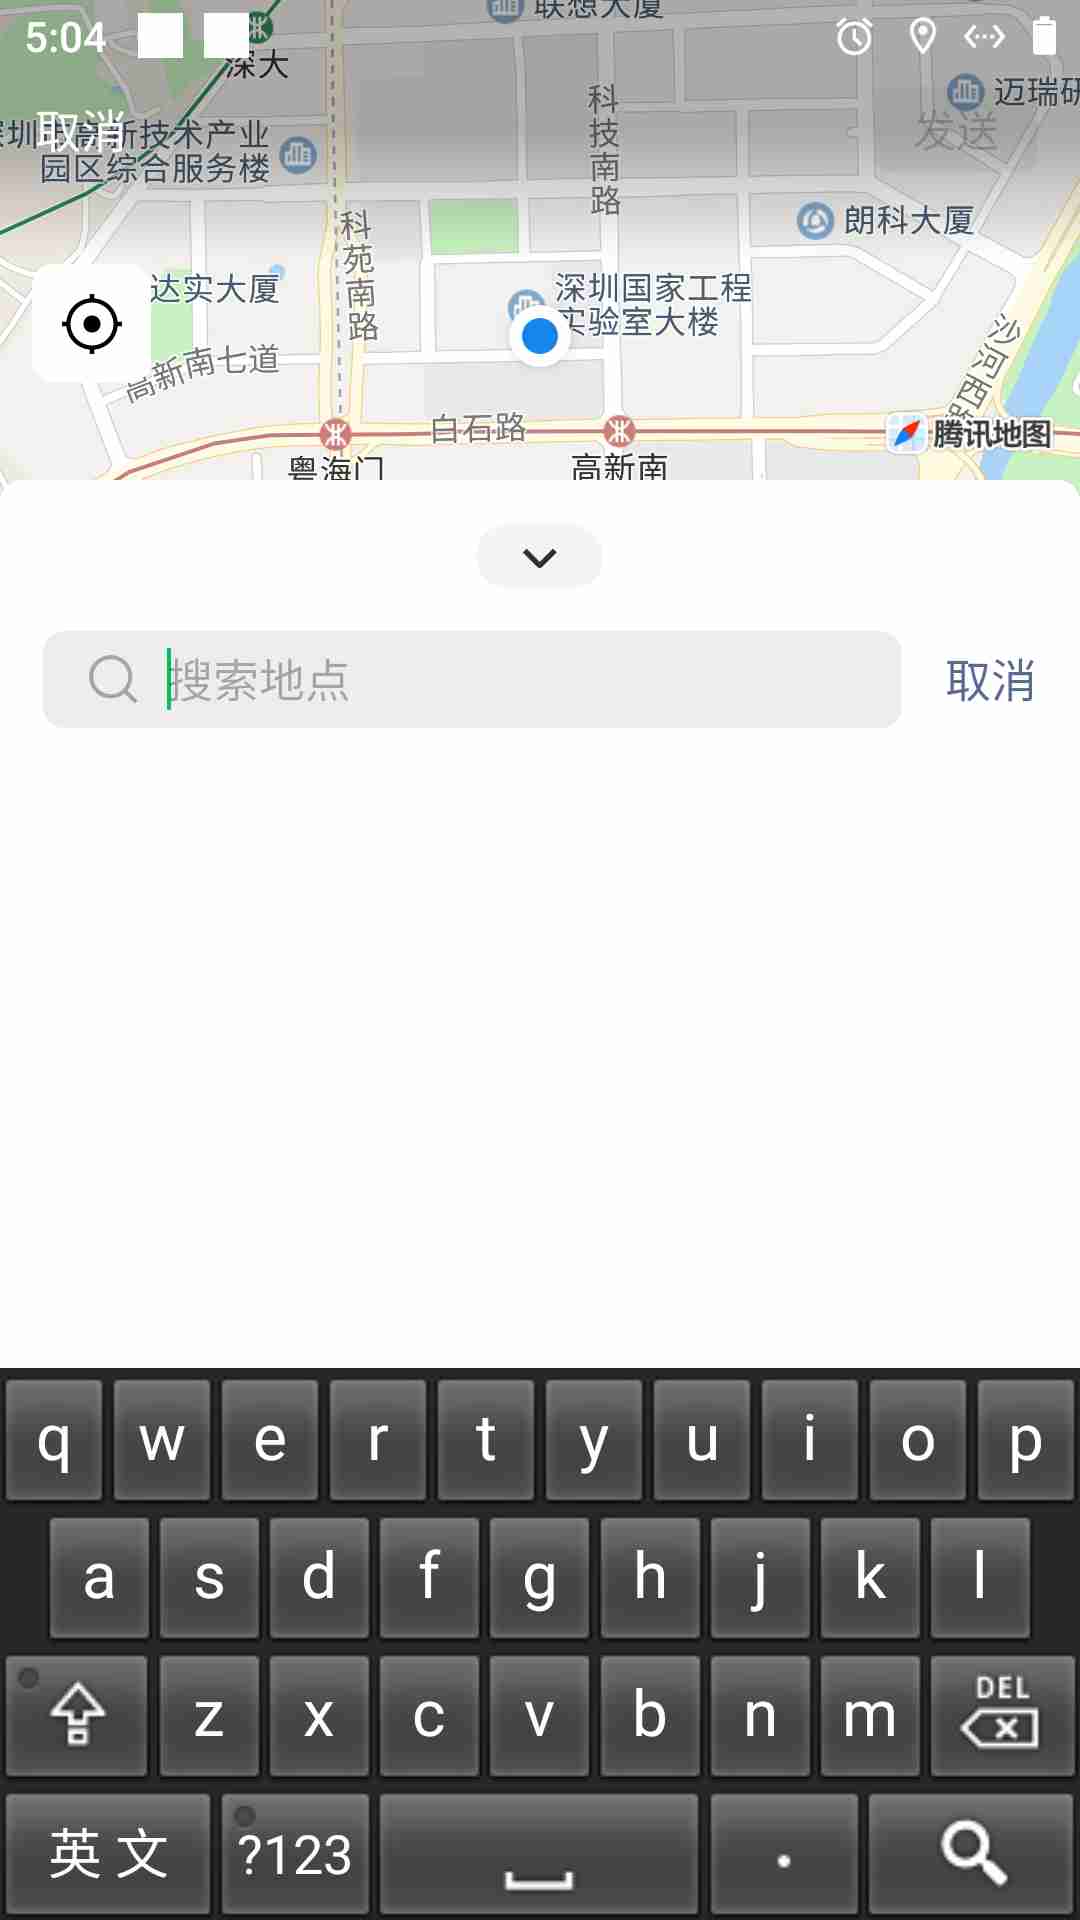 5:04
联想大厦
深大
迈瑞研
取消
发送
高新技术产业
园区综合服务楼
科技南路
科苑南路
朗科大厦
达实大厦
深圳国家工程
实验室大楼
沙河西路
高新南七道
白石路
腾讯地图
粤海门
高新南
搜索地点
取消
q w e r t y u i o p
a s d f g h j k l
z x c v b n m DEL
英文 ?123 .